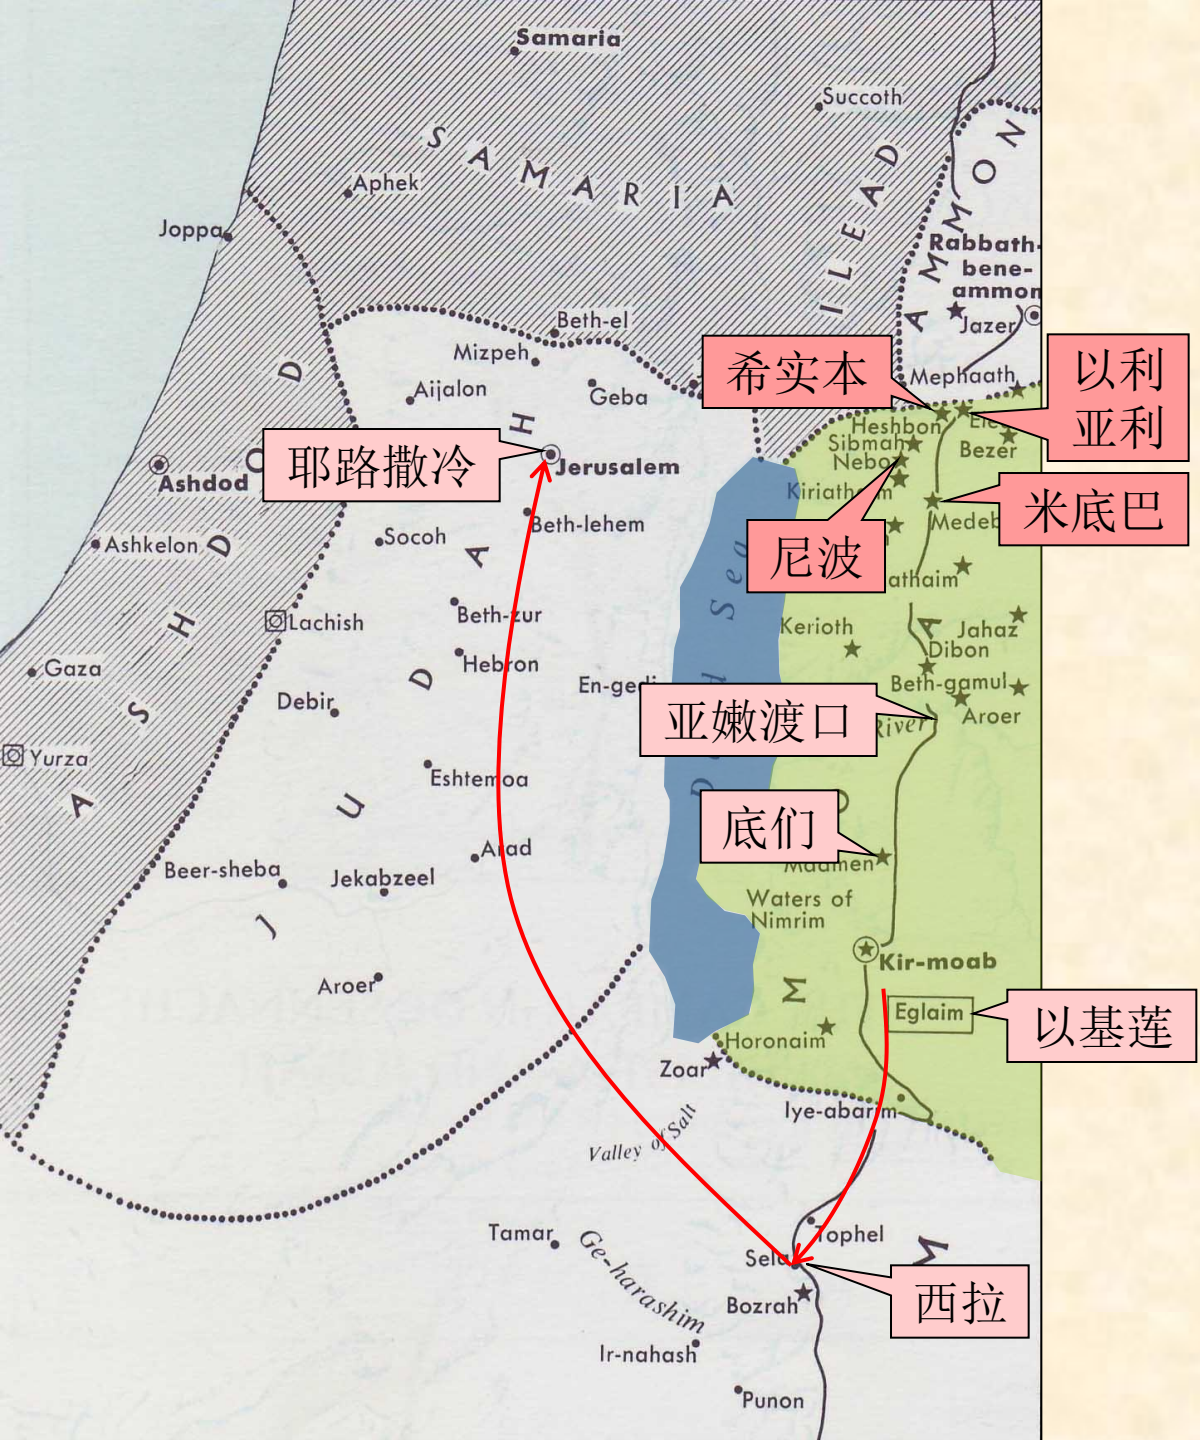 Samaria
Succoth
SAMARIA
Aphek
ILEAD
AMMON
Joppa
Rabbath-
bene-
ammon
Jazer
Beth-el
Mizpeh
Mephaath
希实本
以利
亚利
Aijalon
Geba
Heshbon
Sibmah
Nebo
Bezer
耶路撒冷
Jerusalem
Ashdod
Kiriathaim
米底巴
Medeb
Beth-lehem
Socoh
Ashkelon
尼波
athaim
Beth-zur
Lachish
Kerioth
Jahaz
Dibon
Hebron
Gaza
En-gedi
Beth-gamul
Debir
亚嫩渡口
River
Aroer
Yurza
ASHDOD
Eshtemoa
底们
Madmen
Arad
Beer-sheba
Jekabzeel
JUDAH
Waters of
Nimrim
Kir-moab
Aroer
Eglaim
以基莲
Horonaim
Zoar
Iye-abarim
Valley of Salt
Tophel
Tamar
Ge-harashim
Sela
西拉
Bozrah
Ir-nahash
Punon